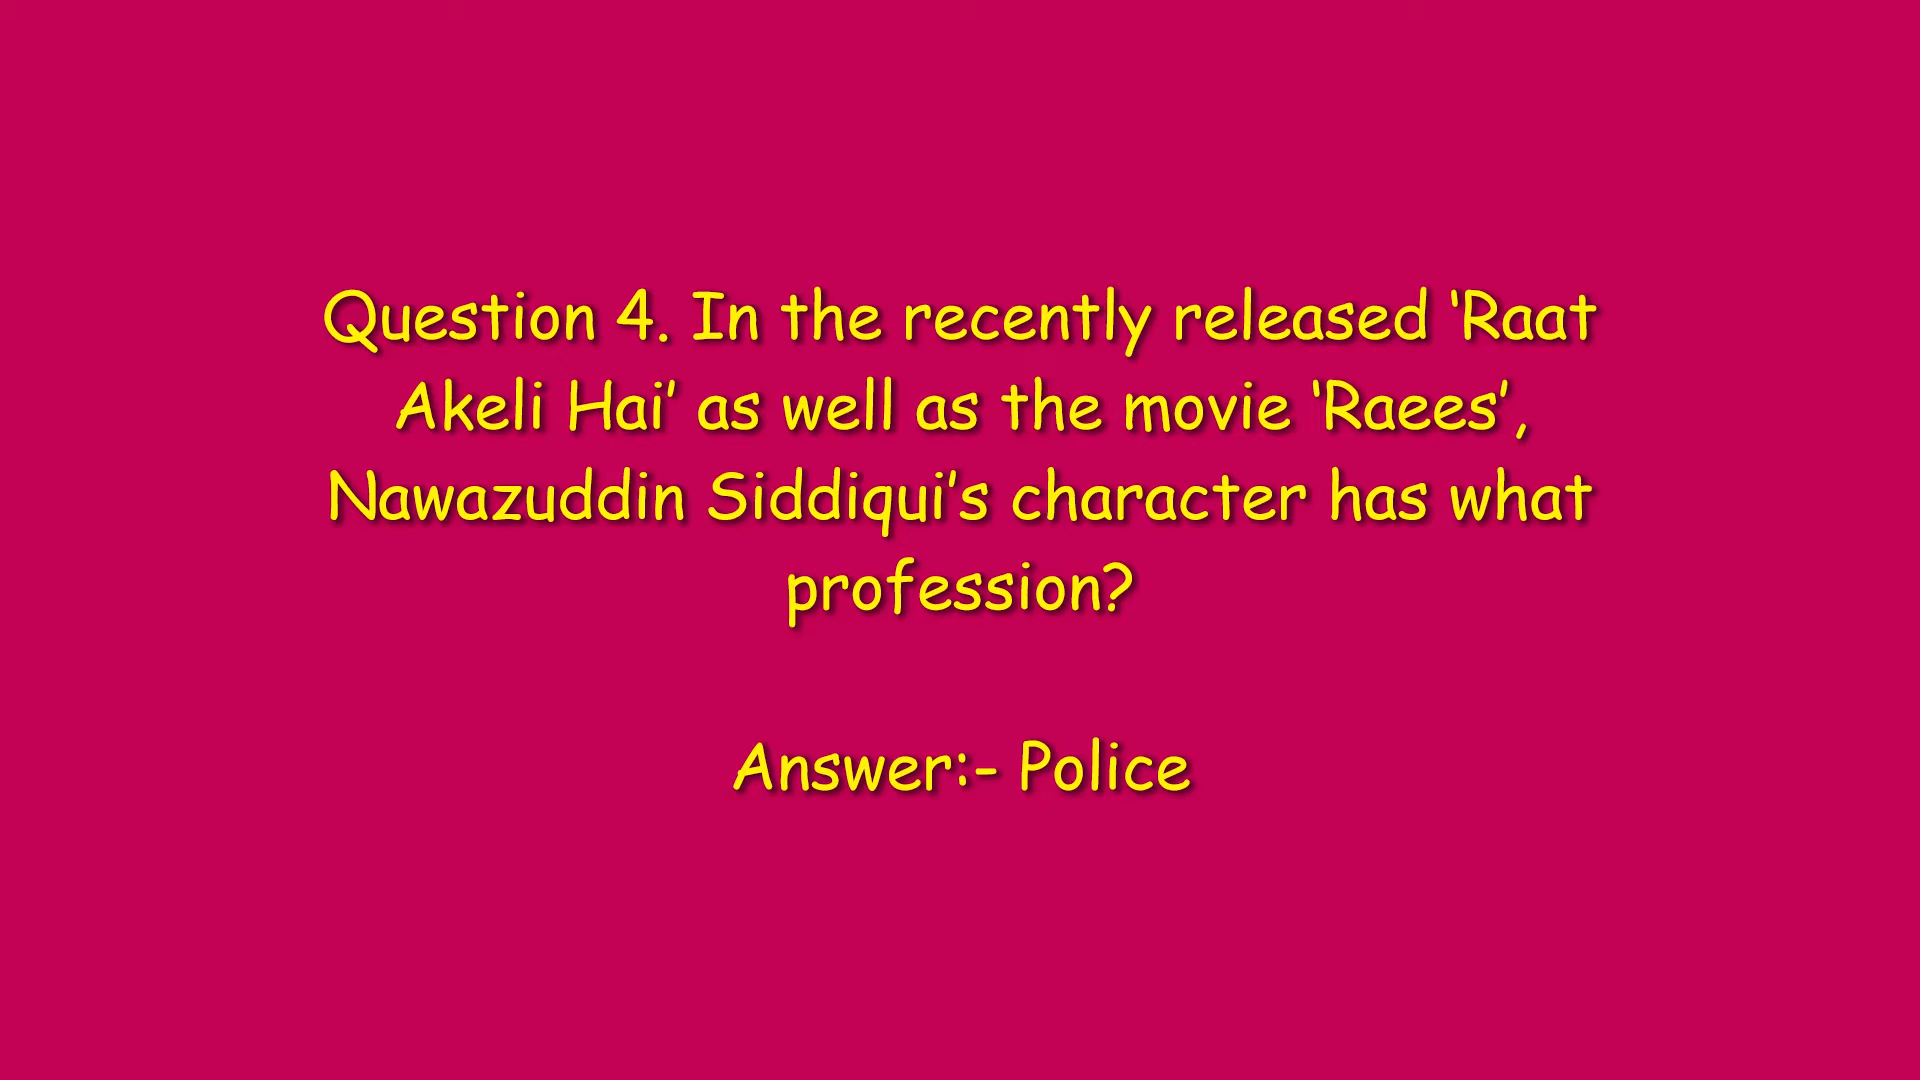 Question 4. In the recently released ‘Raat
Akeli Hai’ as well as the movie ‘Raees’,
Nawazuddin Siddiqui’s character has what
profession?
Answer:- Police